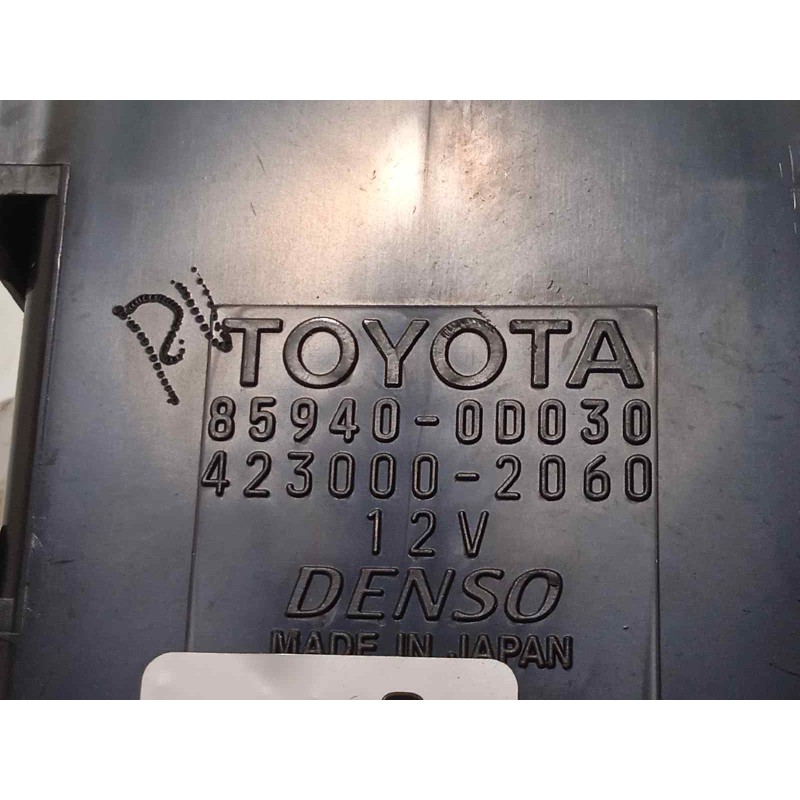 TOYOTA
85940-0D030
423000-2060
12V
DENSO
MADE IN JAPAN